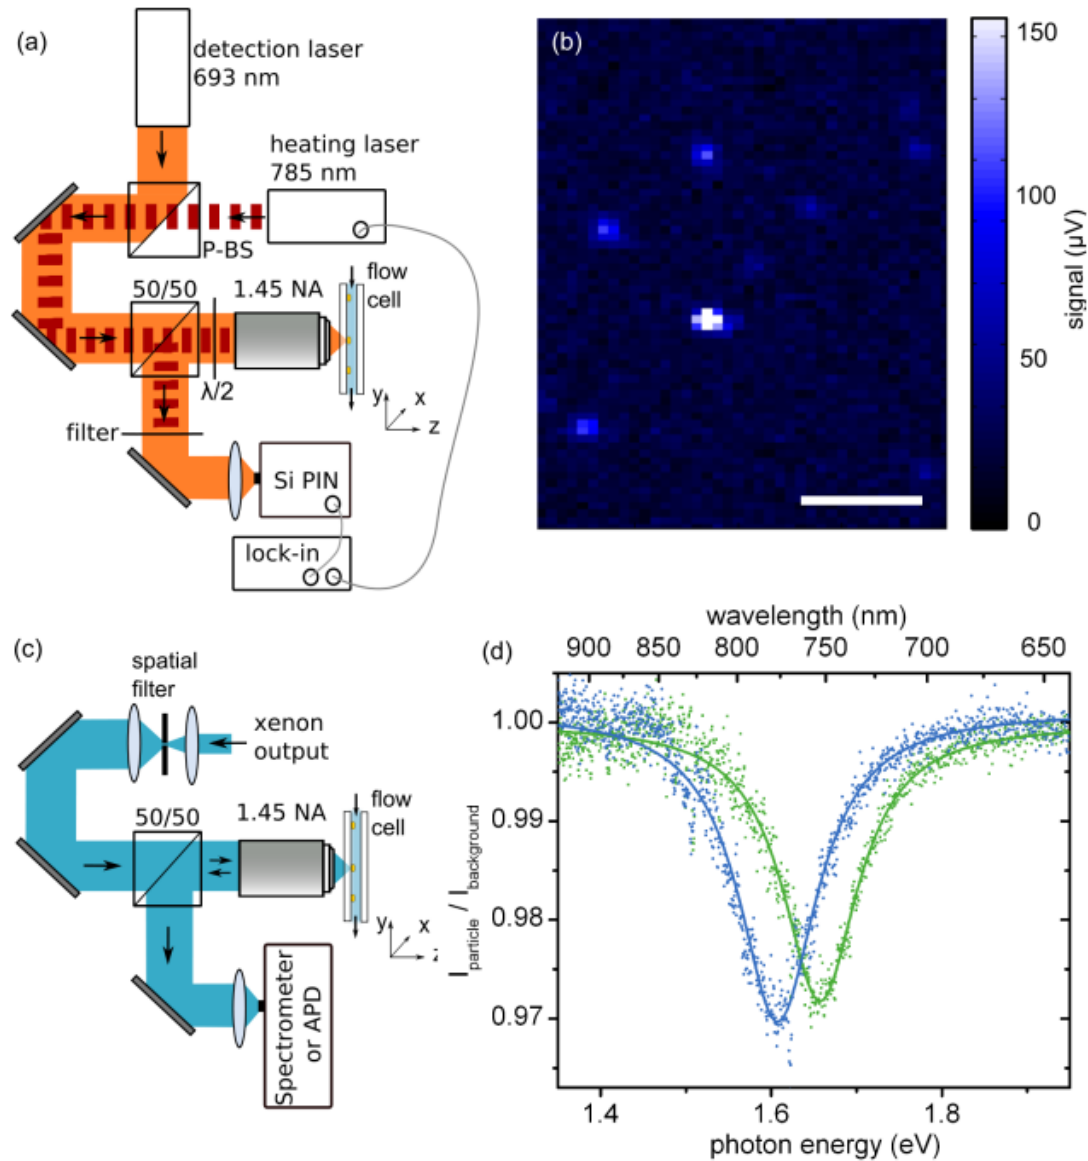 (a)
detection laser
693 nm
heating laser
785 nm
P-BS
50/50
1.45 NA
flow
cell
λ/2
y
x
z
filter
Si PIN
lock-in
(b)
150
100
50
0
signal (µV)
(c)
spatial
filter
xenon
output
50/50
1.45 NA
flow
cell
y
x
Spectrometer
or APD
(d)
wavelength (nm)
900 850 800 750 700 650
1.00
0.99
0.98
0.97
I particle / I background
1.4 1.6 1.8
photon energy (eV)